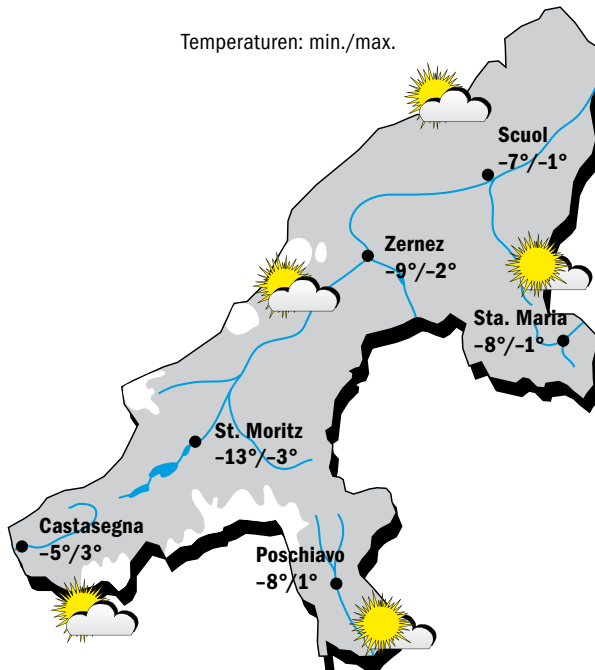 Temperaturen: min./max.
Scuol
–7°/–1°
Zernez
–9°/–2°
Sta. Maria
–8°/–1°
St. Moritz
–13°/–3°
Castasegna
–5°/3°
Poschiavo
–8°/1°